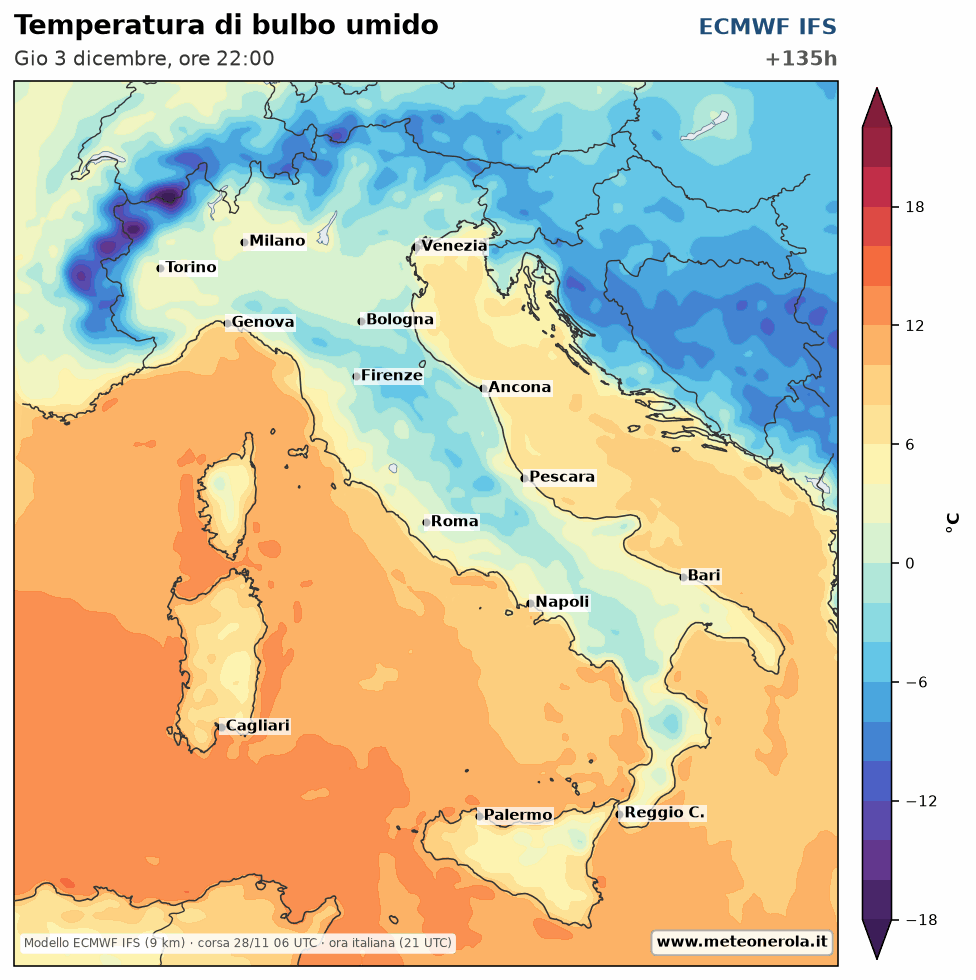 Temperatura di bulbo umido
ECMWF IFS
Gio 3 dicembre, ore 22:00
+135h
Milano
Venezia
Torino
Genova
Bologna
Firenze
Ancona
Pescara
Roma
Bari
Napoli
Cagliari
Palermo
Reggio C.
18
12
6
0
−6
−12
−18
°C
Modello ECMWF IFS (9 km) · corsa 28/11 06 UTC · ora italiana (21 UTC)
www.meteonerola.it